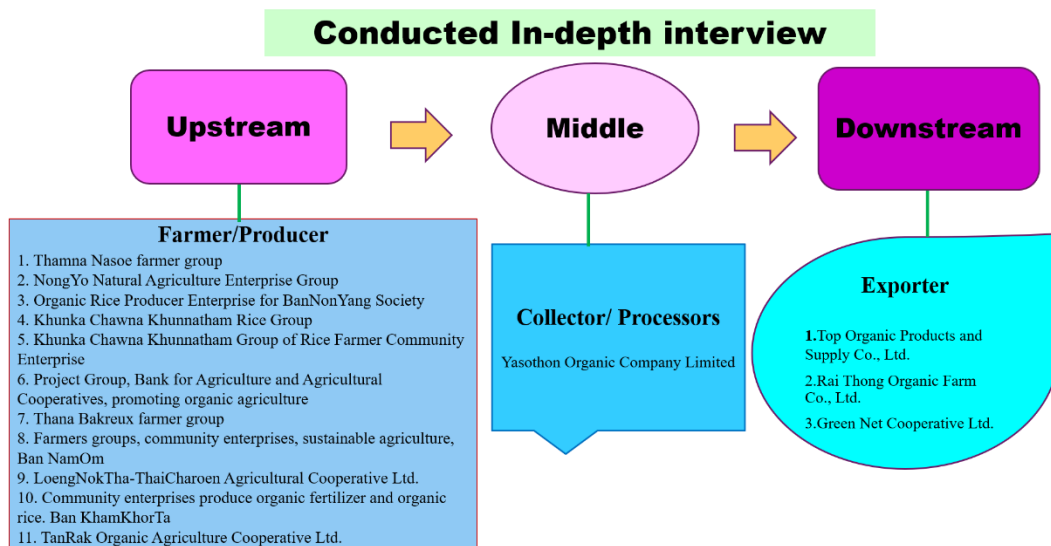 Conducted In-depth interview
Upstream
Middle
Downstream
Farmer/Producer
1. Thamna Nasoe farmer group
2. NongYo Natural Agriculture Enterprise Group
3. Organic Rice Producer Enterprise for BanNonYang Society
4. Khunka Chawna Khunnatham Rice Group
5. Khunka Chawna Khunnatham Group of Rice Farmer Community
Enterprise
6. Project Group, Bank for Agriculture and Agricultural
Cooperatives, promoting organic agriculture
7. Thana Bakreux farmer group
8. Farmers groups, community enterprises, sustainable agriculture,
Ban NamOm
9. LoengNokTha-ThaiCharoen Agricultural Cooperative Ltd.
10. Community enterprises produce organic fertilizer and organic
rice. Ban KhamKhorTa
11. TanRak Organic Agriculture Cooperative Ltd.
Collector/ Processors
Yasothon Organic Company Limited
Exporter
1.Top Organic Products and
Supply Co., Ltd.
2.Rai Thong Organic Farm
Co., Ltd.
3.Green Net Cooperative Ltd.